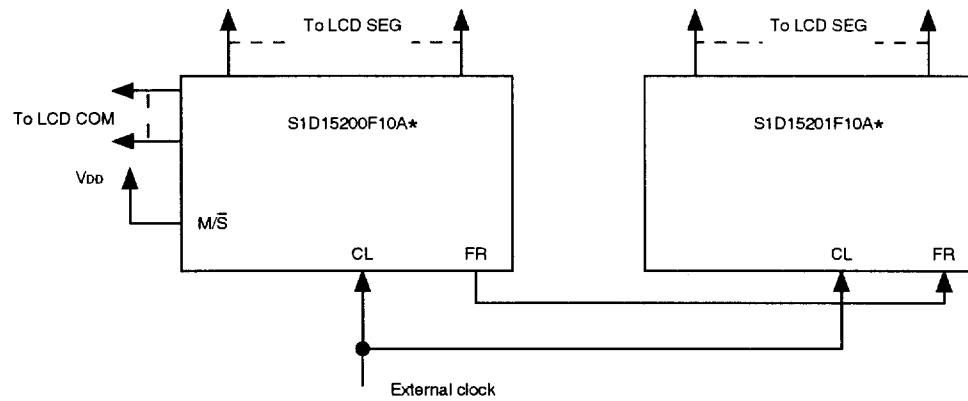 To LCD SEG
To LCD SEG
To LCD COM
S1D15200F10A*
S1D15201F10A*
VDD
M/S̅
CL
FR
CL
FR
External clock